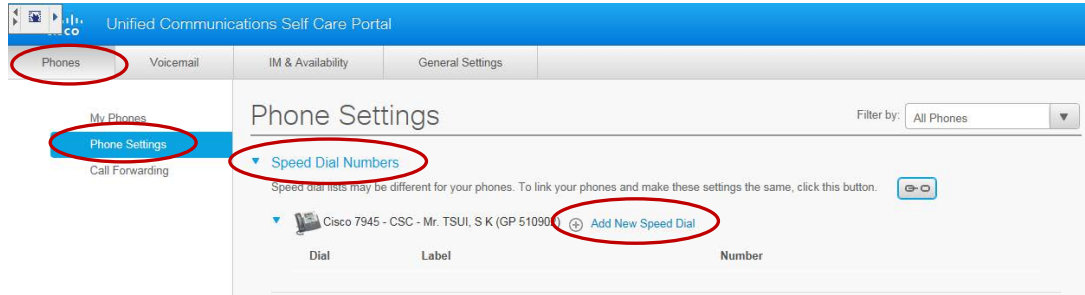 cisco Unified Communications Self Care Portal
Phones Voicemail IM & Availability General Settings
My Phones
Phone Settings
Call Forwarding
Phone Settings
Filter by: All Phones
Speed Dial Numbers
Speed dial lists may be different for your phones. To link your phones and make these settings the same, click this button.
Cisco 7945 - CSC - Mr. TSUI, S K (GP 510902) Add New Speed Dial
Dial Label Number